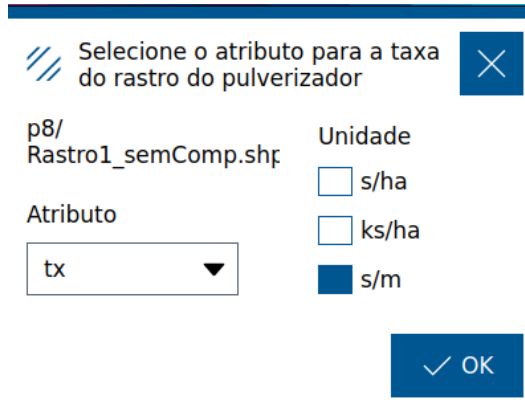 Selecione o atributo para a taxa
do rastro do pulverizador
p8/
Rastro1_semComp.shp
Atributo
tx
Unidade
s/ha
ks/ha
s/m
OK